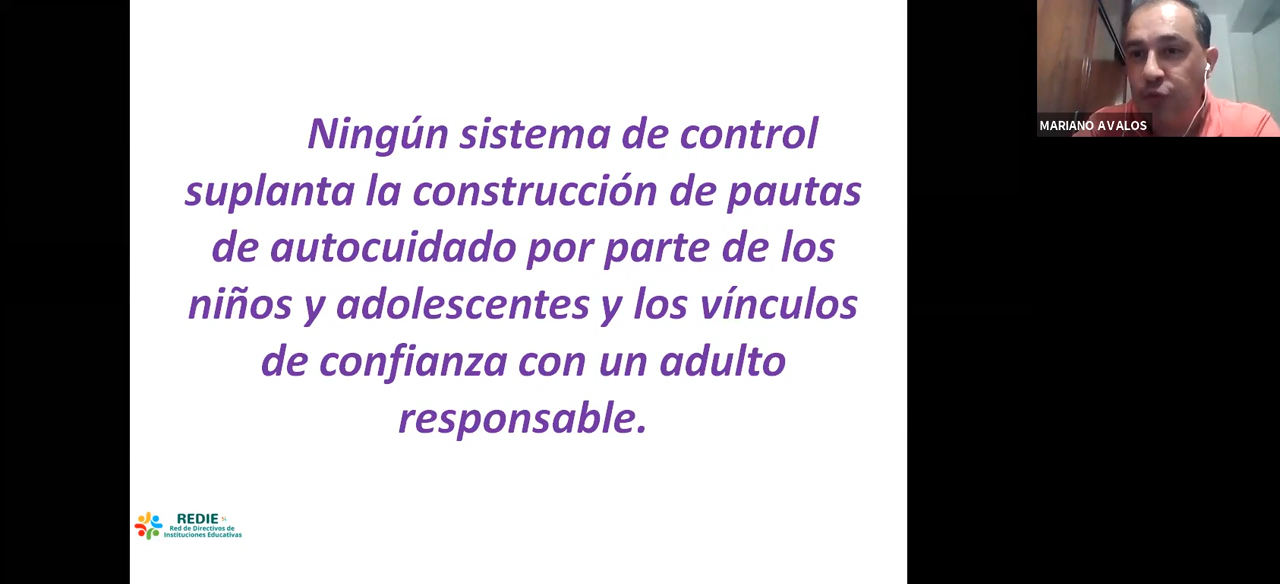 Ningún sistema de control
suplanta la construcción de pautas
de autocuidado por parte de los
niños y adolescentes y los vínculos
de confianza con un adulto
responsable.
MARIANO AVALOS
REDIE
Red de Directivos de
Instituciones Educativas